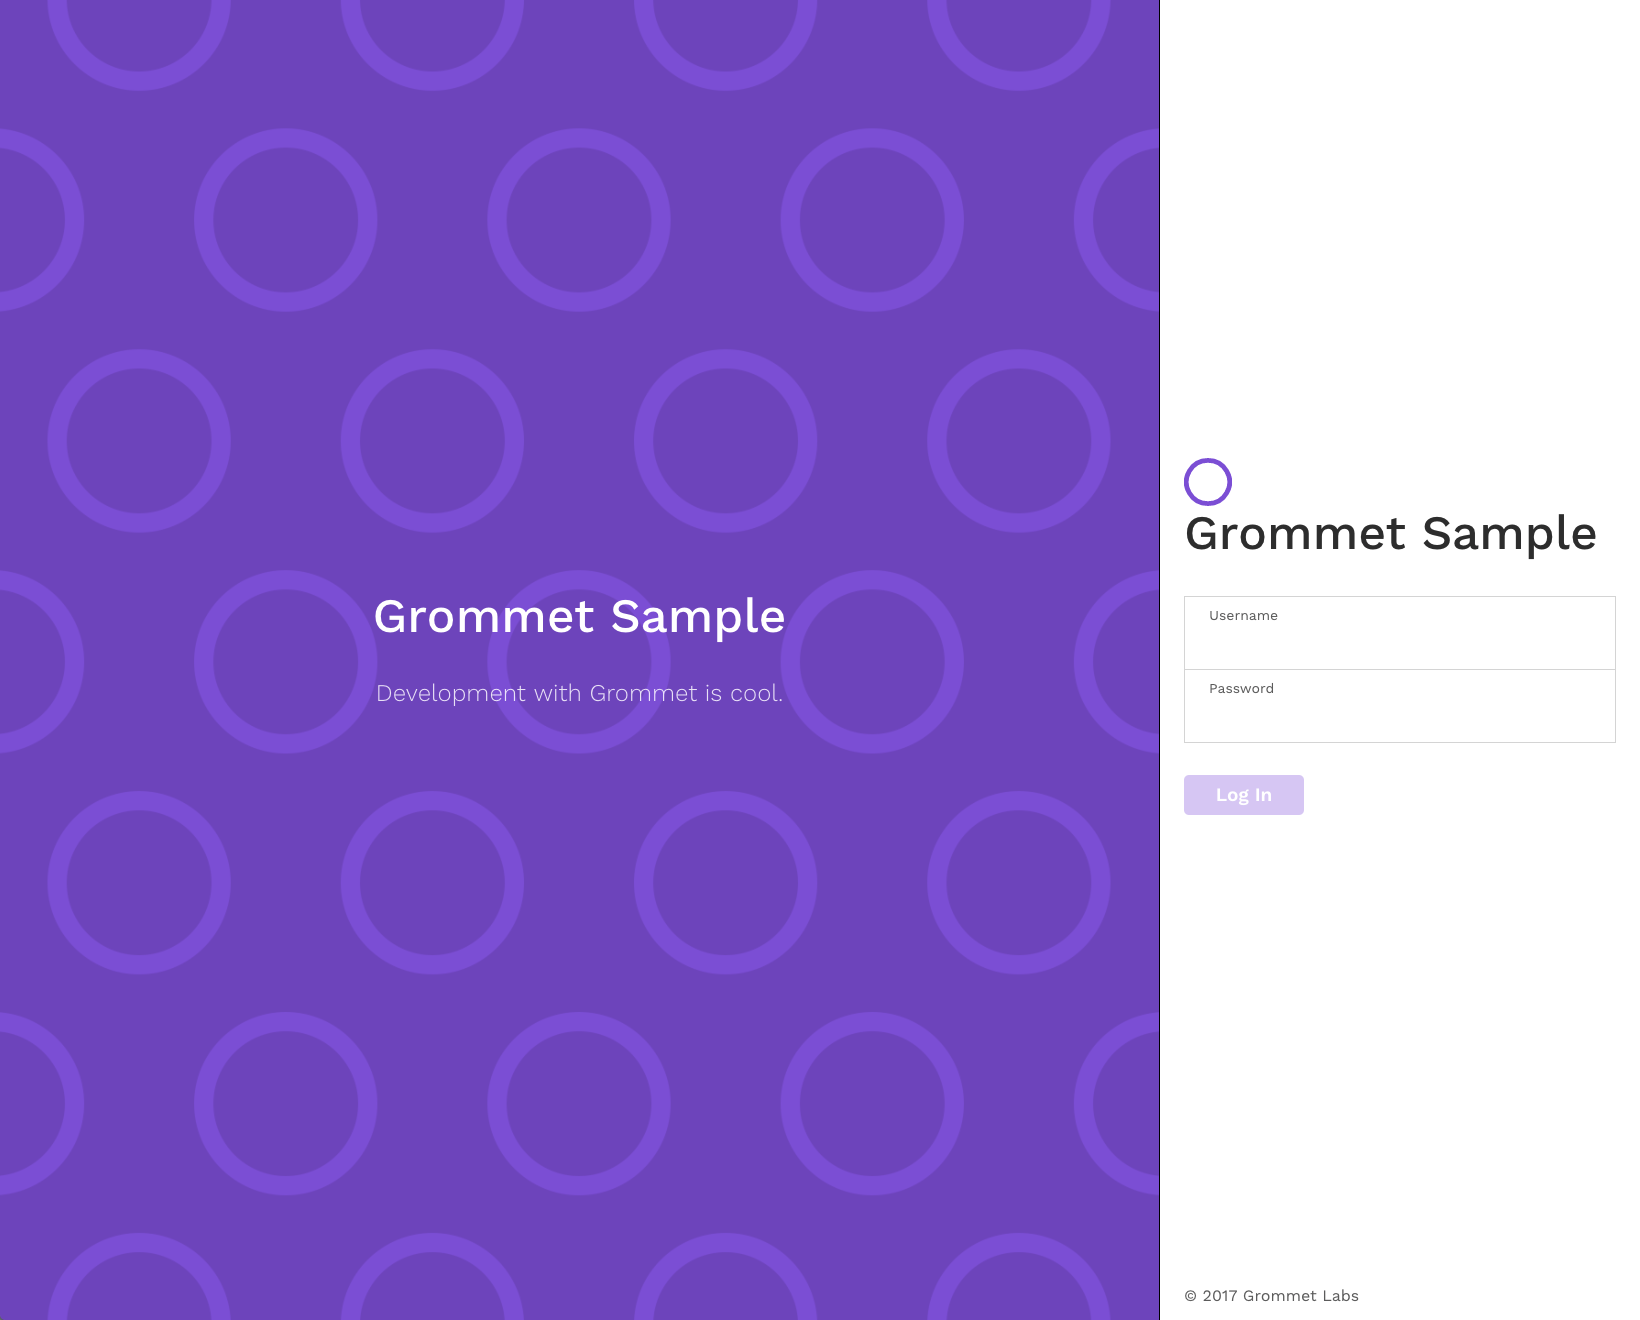 Grommet Sample
Development with Grommet is cool.
Grommet Sample
Username
Password
Log In
© 2017 Grommet Labs